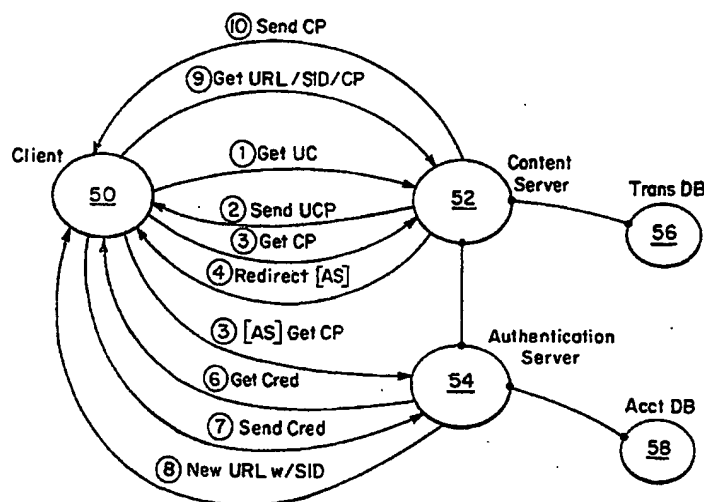 ⑩ Send CP
⑨ Get URL/SID/CP
Client
① Get UC
Content
Server
Trans DB
50
52
② Send UCP
56
③ Get CP
④ Redirect [AS]
③ [AS] Get CP
Authentication
Server
⑥ Get Cred
54
Acct DB
⑦ Send Cred
58
⑧ New URL w/SID